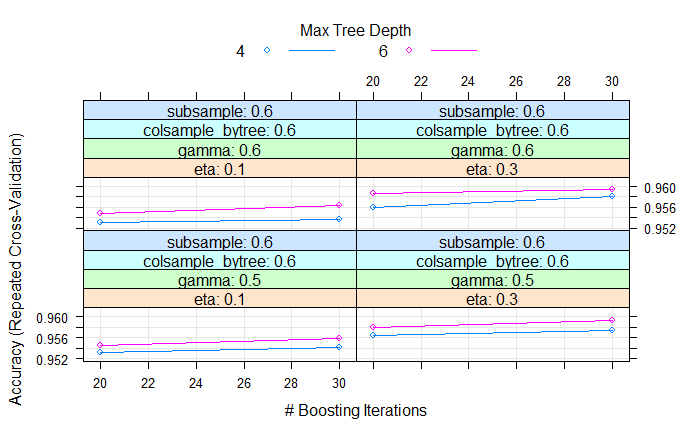 Max Tree Depth
4 6
20 22 24 26 28 30
subsample: 0.6 subsample: 0.6
colsample_bytree: 0.6 colsample_bytree: 0.6
gamma: 0.6 gamma: 0.6
eta: 0.1 eta: 0.3
0.960
0.956
0.952
subsample: 0.6 subsample: 0.6
colsample_bytree: 0.6 colsample_bytree: 0.6
gamma: 0.5 gamma: 0.5
eta: 0.1 eta: 0.3
0.960
0.956
0.952
20 22 24 26 28 30
# Boosting Iterations
Accuracy (Repeated Cross-Validation)